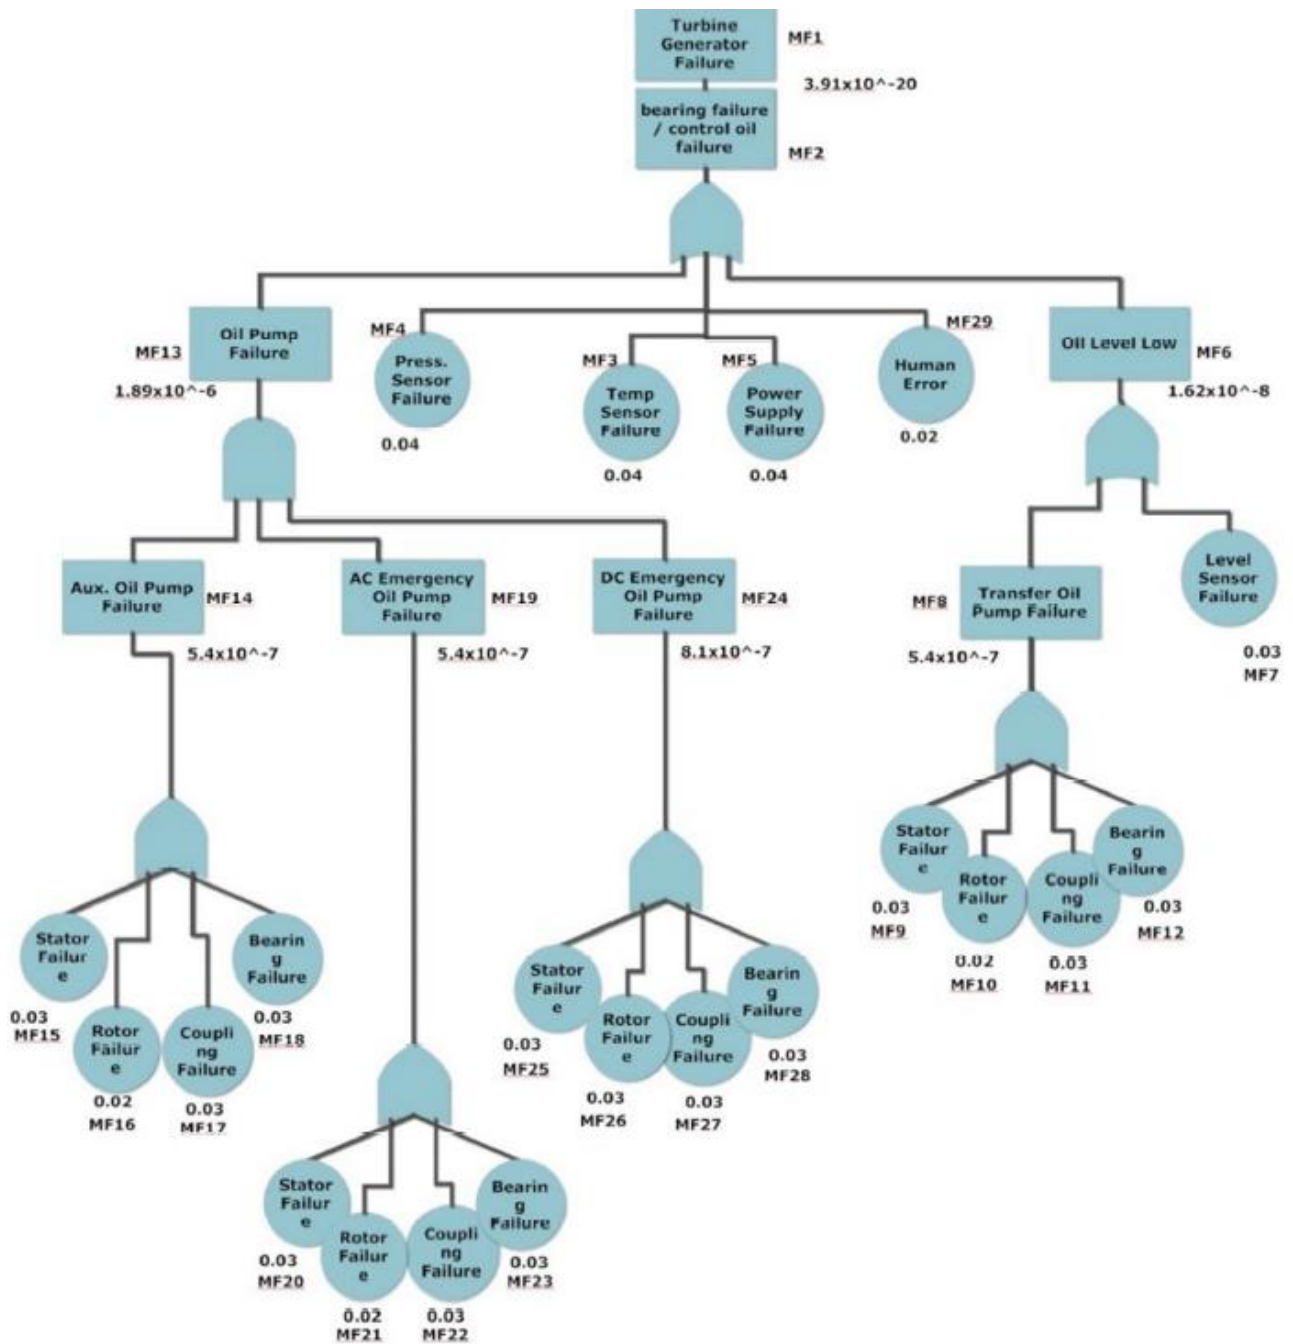 Turbine
Generator
Failure
MF1
3.91x10^-20
bearing failure
/ control oil
failure
MF2
Oil Pump
Failure
MF13
1.89x10^-6
MF4
Press.
Sensor
Failure
0.04
MF3
Temp
Sensor
Failure
0.04
MF5
Power
Supply
Failure
0.04
MF29
Human
Error
0.02
Oil Level Low
MF6
1.62x10^-8
Aux. Oil Pump
Failure
MF14
5.4x10^-7
AC Emergency
Oil Pump
Failure
MF19
5.4x10^-7
DC Emergency
Oil Pump
Failure
MF24
8.1x10^-7
MF8
Transfer Oil
Pump Failure
5.4x10^-7
Level
Sensor
Failure
0.03
MF7
Stator
Failur
e
0.03
MF9
Rotor
Failur
e
0.02
MF10
Coupli
ng
Failure
0.03
MF11
Bearin
g
Failure
0.03
MF12
Stator
Failur
e
0.03
MF15
Rotor
Failur
e
0.02
MF16
Coupli
ng
Failure
0.03
MF17
Bearin
g
Failure
0.03
MF18
Stator
Failur
e
0.03
MF25
Rotor
Failur
e
0.03
MF26
Coupli
ng
Failure
0.03
MF27
Bearin
g
Failure
0.03
MF28
Stator
Failur
e
0.03
MF20
Rotor
Failur
e
0.02
MF21
Coupli
ng
Failure
0.03
MF22
Bearin
g
Failure
0.03
MF23